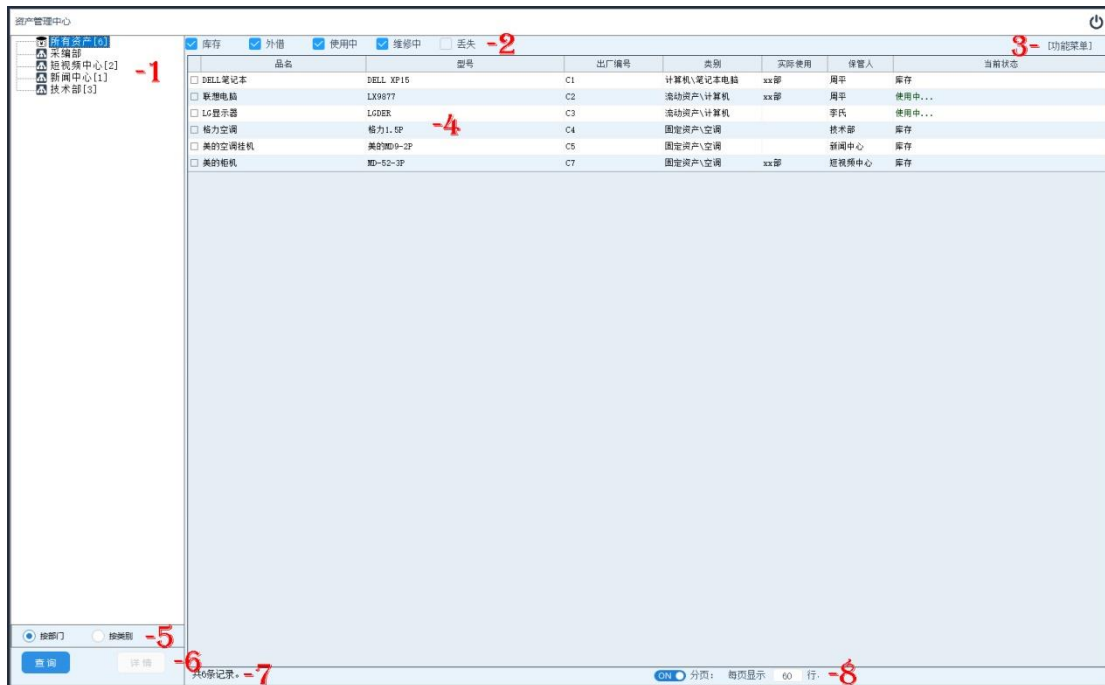 资产管理中心
所有资产[6]
采编部
短视频中心[2]
新闻中心[1]
技术部[3]
-1
库存 外借 使用中 维修中 丢失 -2 3- [功能菜单]
品名 型号 出厂编号 类别 实际使用 保管人 当前状态
DELL笔记本 DELL XP15 C1 计算机\笔记本电脑 xx部 周平 库存
联想电脑 LX9877 C2 流动资产\计算机 xx部 周平 使用中...
LG显示器 LGDER C3 流动资产\计算机 李氏 使用中...
格力空调 格力1.5P C4 固定资产\空调 技术部 库存
-4
美的空调挂机 美的MD9-2P C5 固定资产\空调 新闻中心 库存
美的柜机 MD-52-3P C7 固定资产\空调 xx部 短视频中心 库存
按部门 按类别 -5
查询 详情 -6
共6条记录。 -7 ON 分页: 每页显示 60 行. -8